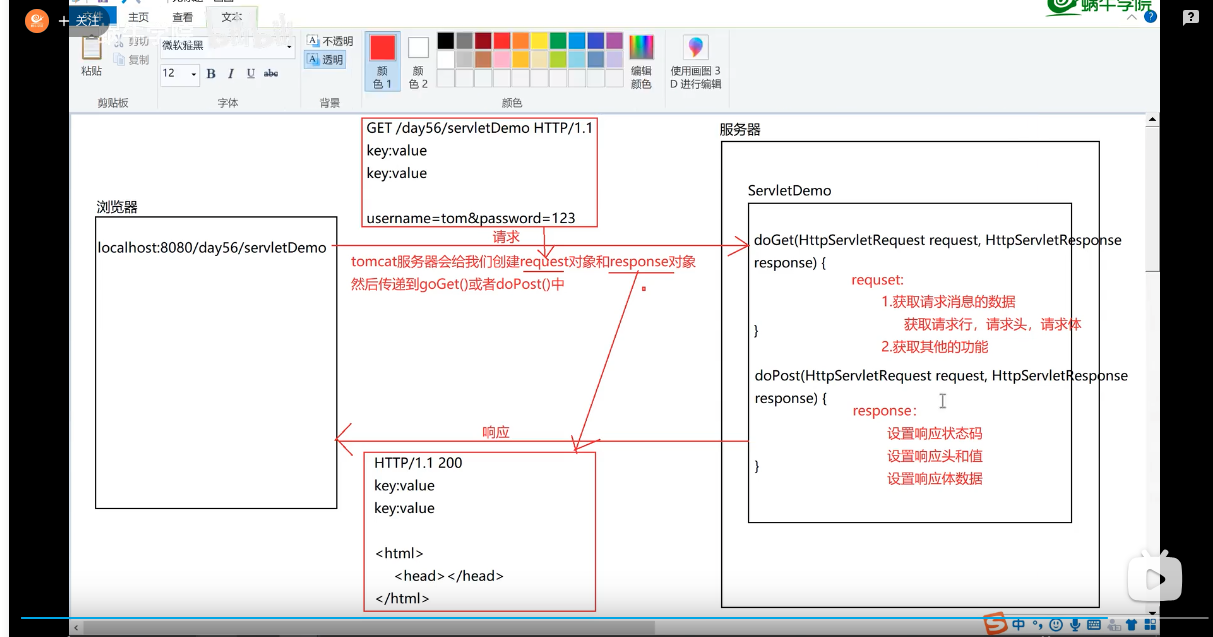 + 关注
主页
查看
文本
粘贴
剪切
复制
剪贴板
微软雅黑
12
B I U abc
字体
不透明
透明
背景
颜
色 1
颜
色 2
编辑
颜色
颜色
使用画图 3
D 进行编辑
蜗牛学院
GET /day56/servletDemo HTTP/1.1
key:value
key:value
username=tom&password=123
服务器
ServletDemo
浏览器
localhost:8080/day56/servletDemo
请求
tomcat服务器会给我们创建request对象和response对象
然后传递到goGet()或者doPost()中
doGet(HttpServletRequest request, HttpServletResponse
response) {
requset:
1.获取请求消息的数据
获取请求行，请求头，请求体
}
2.获取其他的功能
doPost(HttpServletRequest request, HttpServletResponse
response) {
response：
设置响应状态码
设置响应头和值
}
设置响应体数据
响应
HTTP/1.1 200
key:value
key:value
<html>
<head></head>
</html>
中